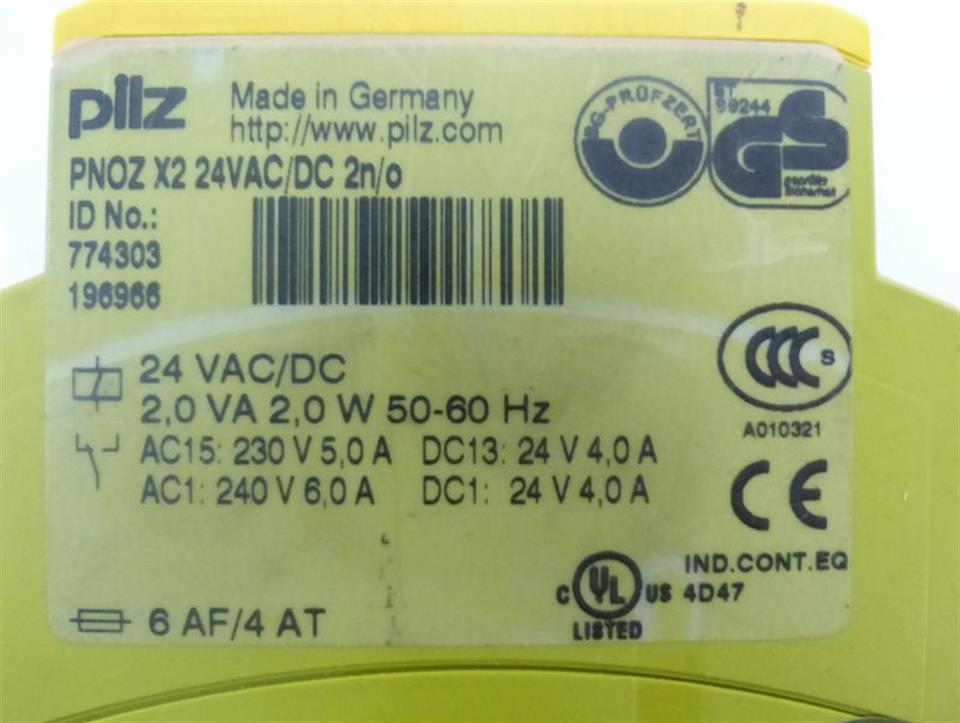 pilz
Made in Germany
http://www.pilz.com
PNOZ X2 24VAC/DC 2n/o
ID No.:
774303
196966
BG-PRÜFZERT
ET
99244
GS
geprüfte
Sicherheit
24 VAC/DC
2,0 VA 2,0 W 50-60 Hz
AC15: 230 V 5,0 A DC13: 24 V 4,0 A
AC1: 240 V 6,0 A DC1: 24 V 4,0 A
CCC S
A010321
CE
IND.CONT.EQ
C UL US 4D47
LISTED
6 AF/4 AT